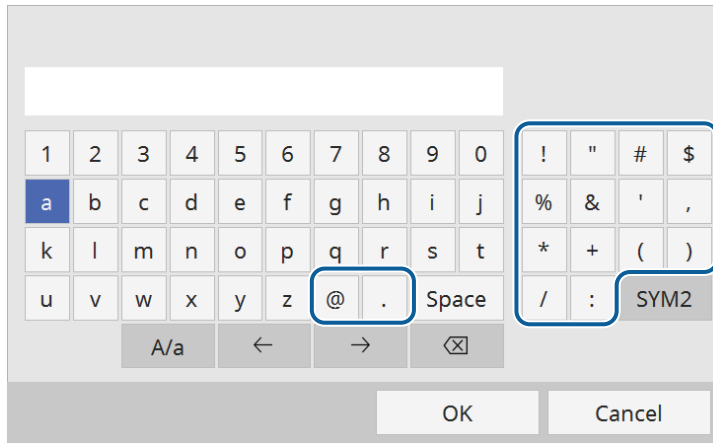 1 2 3 4 5 6 7 8 9 0 ! " # $
a b c d e f g h i j % & ' ,
k l m n o p q r s t * + ( )
u v w x y z @ . Space / : SYM2
A/a ← → ⌫
OK Cancel